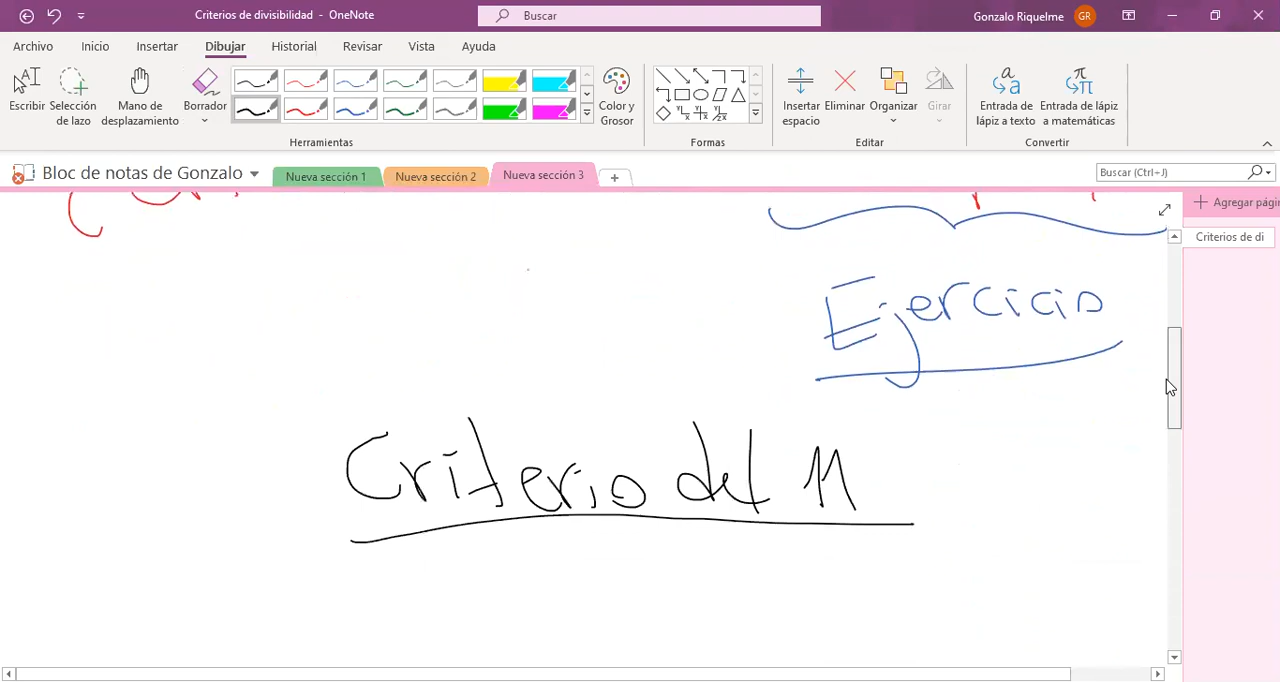 Criterios de divisibilidad - OneNote
Buscar
Gonzalo Riquelme
GR
Archivo Inicio Insertar Dibujar Historial Revisar Vista Ayuda
Escribir
Selección de lazo
Mano de desplazamiento
Borrador
Color y Grosor
Insertar espacio
Eliminar
Organizar
Girar
Entrada de lápiz a texto
Entrada de lápiz a matemáticas
Herramientas
Formas
Editar
Convertir
Bloc de notas de Gonzalo
Nueva sección 1
Nueva sección 2
Nueva sección 3
Buscar (Ctrl+J)
Agregar págin
Criterios de di
Ejercicio
Criterio del 11